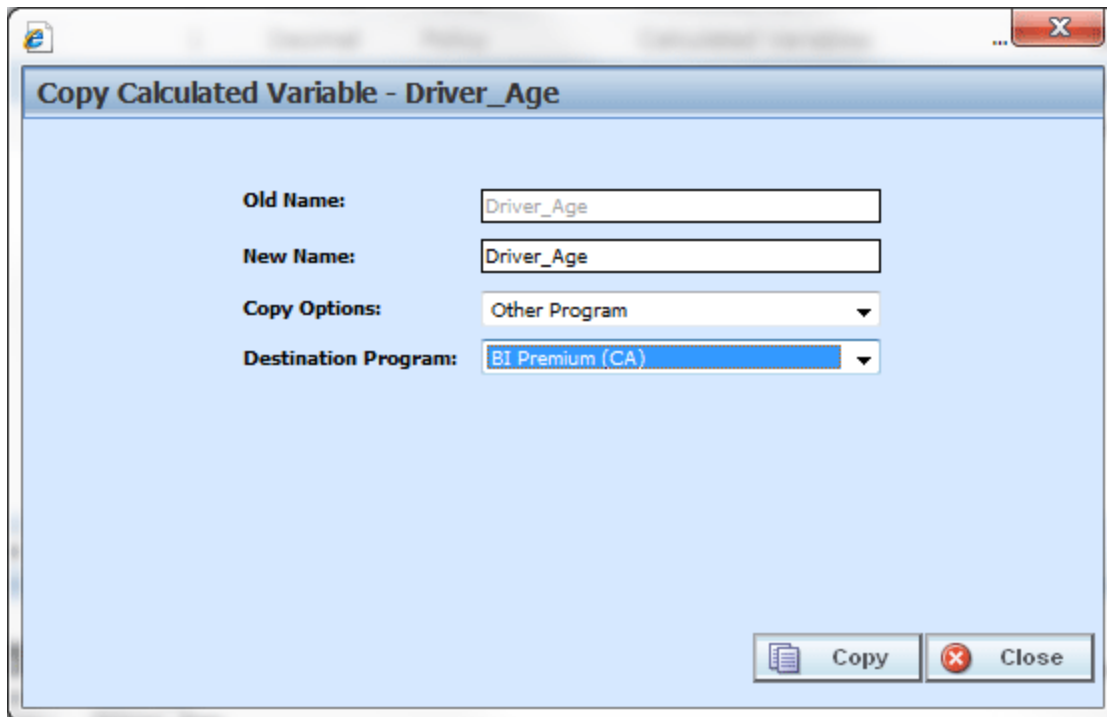 ...
Copy Calculated Variable - Driver_Age
Old Name: Driver_Age
New Name: Driver_Age
Copy Options: Other Program
Destination Program: BI Premium (CA)
Copy Close